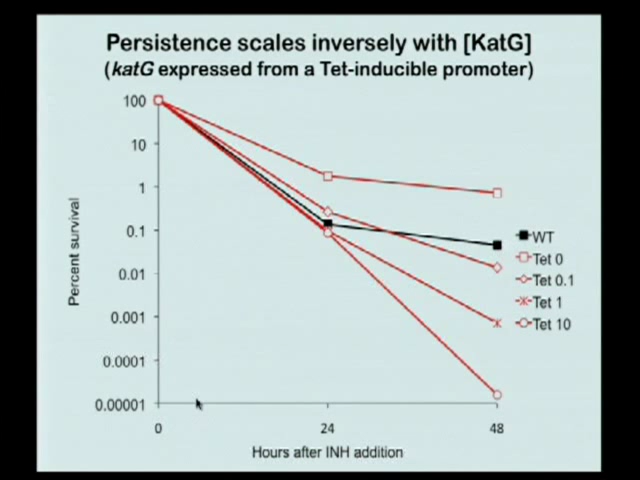 Persistence scales inversely with [KatG]
(katG expressed from a Tet-inducible promoter)
100
10
1
0.1
0.01
0.001
0.0001
0.00001
Percent survival
0
24
48
Hours after INH addition
WT
Tet 0
Tet 0.1
Tet 1
Tet 10